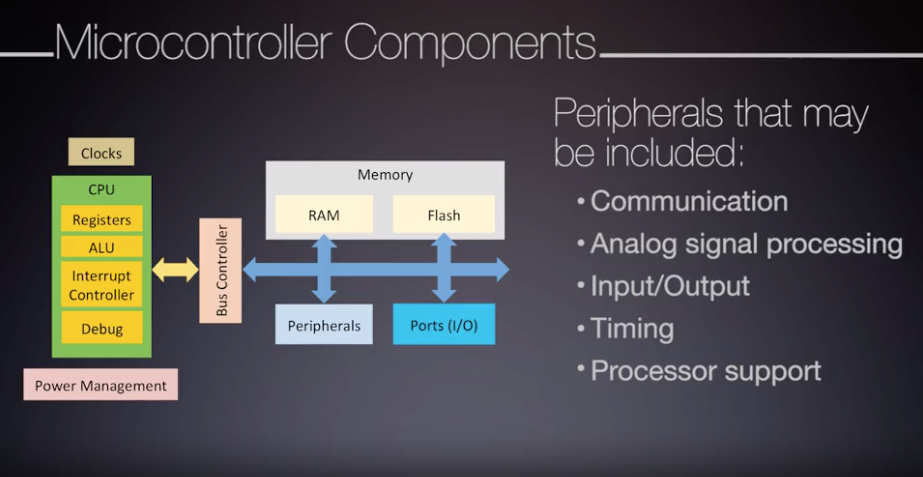 Microcontroller Components
Clocks
CPU
Registers
ALU
Interrupt
Controller
Debug
Power Management
Bus Controller
Memory
RAM
Flash
Peripherals
Ports (I/O)
Peripherals that may
be included:
• Communication
• Analog signal processing
• Input/Output
• Timing
• Processor support